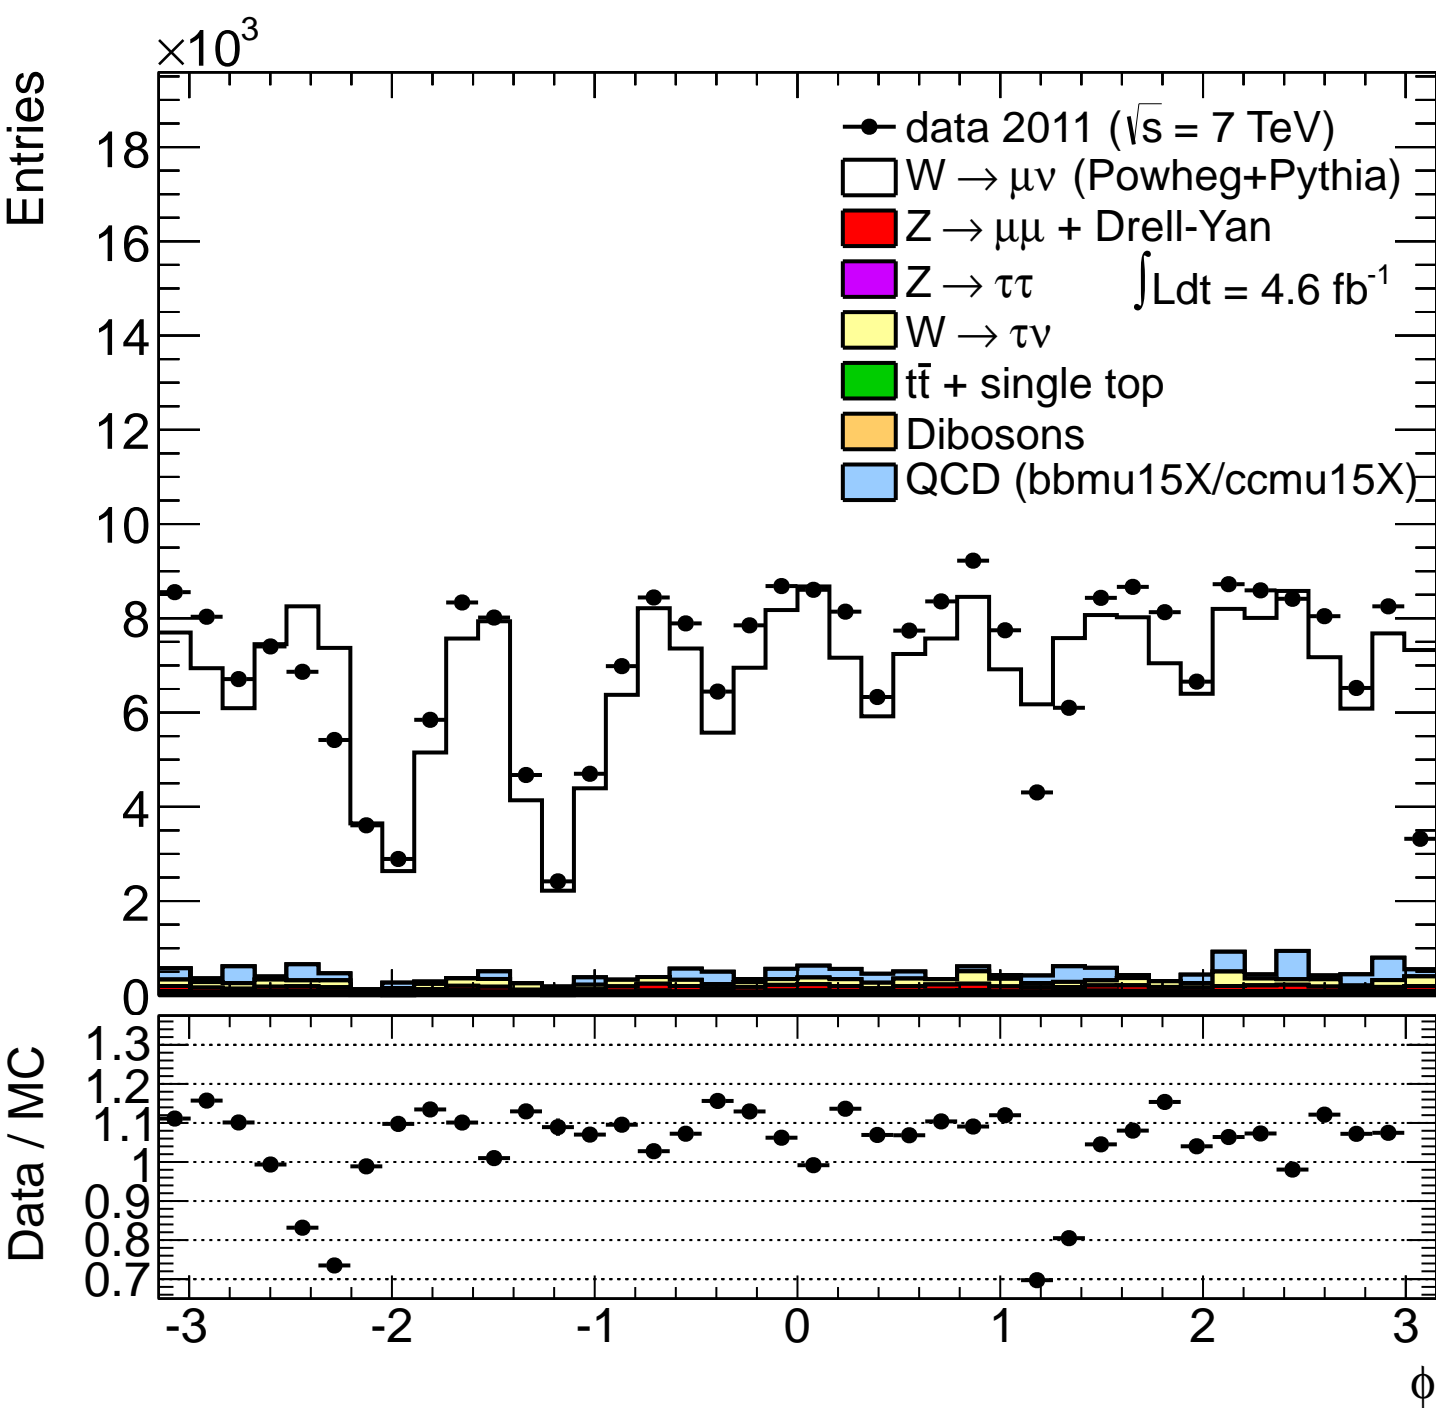 ×10³
Entries
18
16
14
12
10
8
6
4
2
0
data 2011 (√s = 7 TeV)
W → μν (Powheg+Pythia)
Z → μμ + Drell-Yan
Z → ττ
∫Ldt = 4.6 fb⁻¹
W → τν
tt̄ + single top
Dibosons
QCD (bbmu15X/ccmu15X)
Data / MC
1.3
1.2
1.1
1
0.9
0.8
0.7
-3 -2 -1 0 1 2 3
ϕ